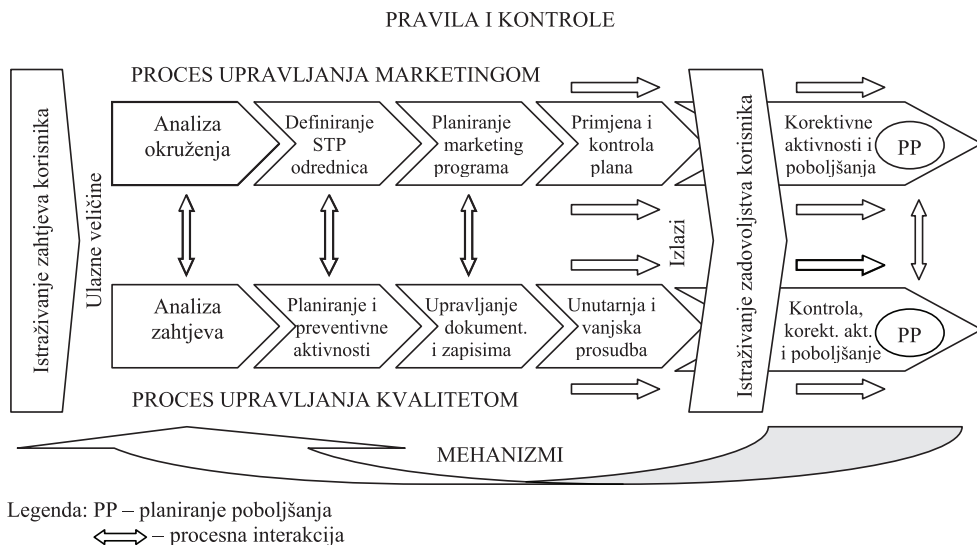 PRAVILA I KONTROLE
PROCES UPRAVLJANJA MARKETINGOM
Istraživanje zahtjeva korisnika
Ulazne veličine
Analiza
okruženja
Definiranje
STP
odrednica
Planiranje
marketing
programa
Primjena i
kontrola
plana
Izlazi
Istraživanje zadovoljstva korisnika
Korektivne
aktivnosti i
poboljšanja
PP
Analiza
zahtjeva
Planiranje i
preventivne
aktivnosti
Upravljanje
dokument.
i zapisima
Unutarnja i
vanjska
prosudba
Kontrola,
korekt. akt.
i poboljšanje
PP
PROCES UPRAVLJANJA KVALITETOM
MEHANIZMI
Legenda: PP – planiranje poboljšanja
– procesna interakcija